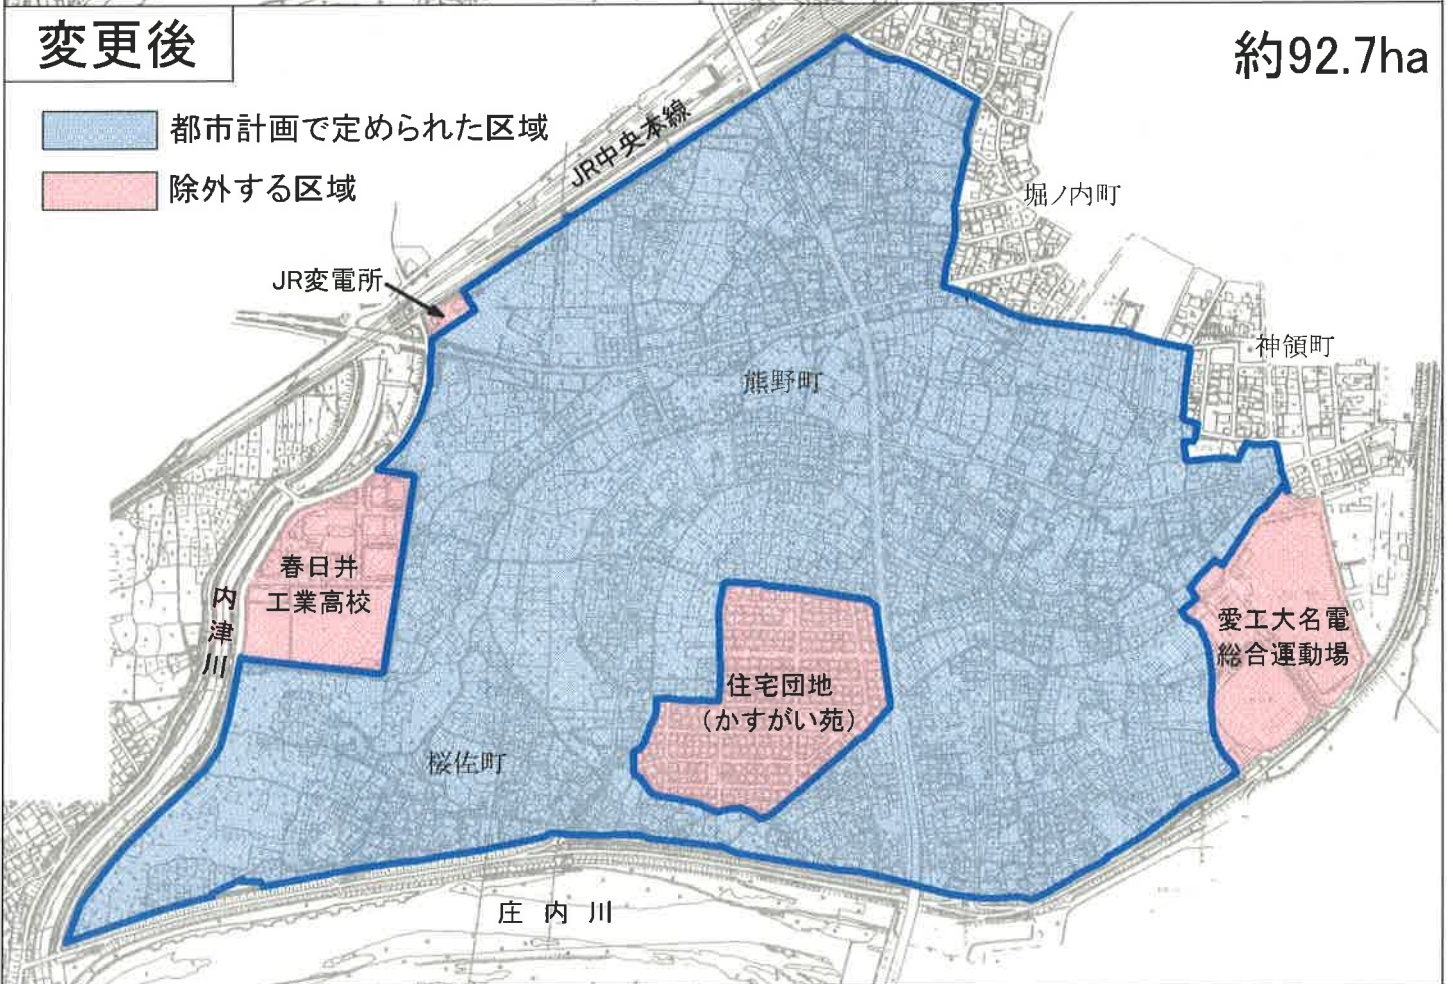 変更後
約92.7ha
都市計画で定められた区域
除外する区域
JR中央本線
堀ノ内町
JR変電所
神領町
熊野町
春日井
工業高校
内津川
愛工大名電
総合運動場
住宅団地
（かすがい苑）
桜佐町
庄内川